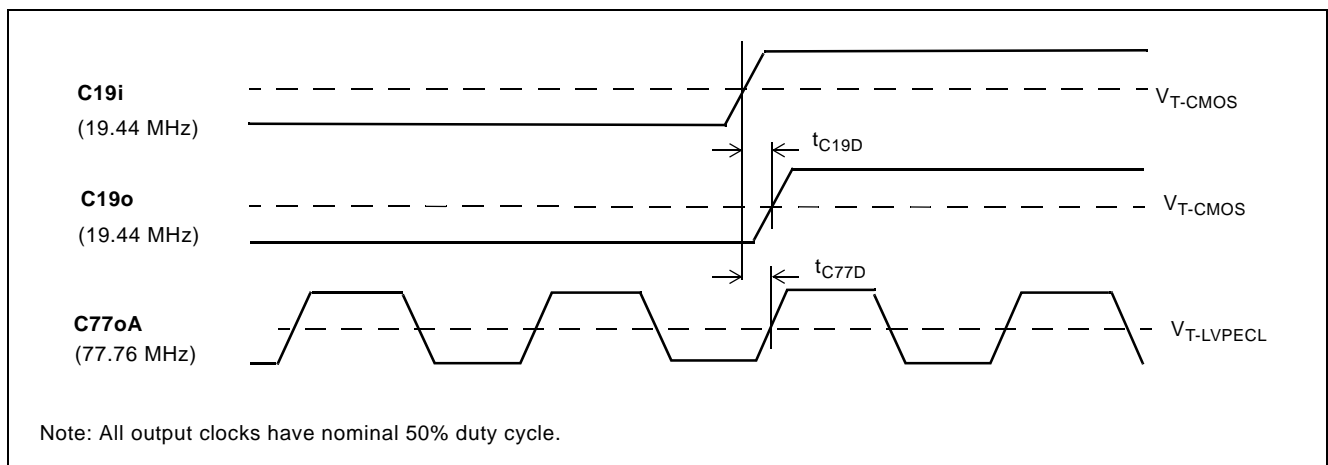 C19i
(19.44 MHz)
VT-CMOS
tC19D
C19o
(19.44 MHz)
VT-CMOS
tC77D
C77oA
(77.76 MHz)
VT-LVPECL
Note: All output clocks have nominal 50% duty cycle.